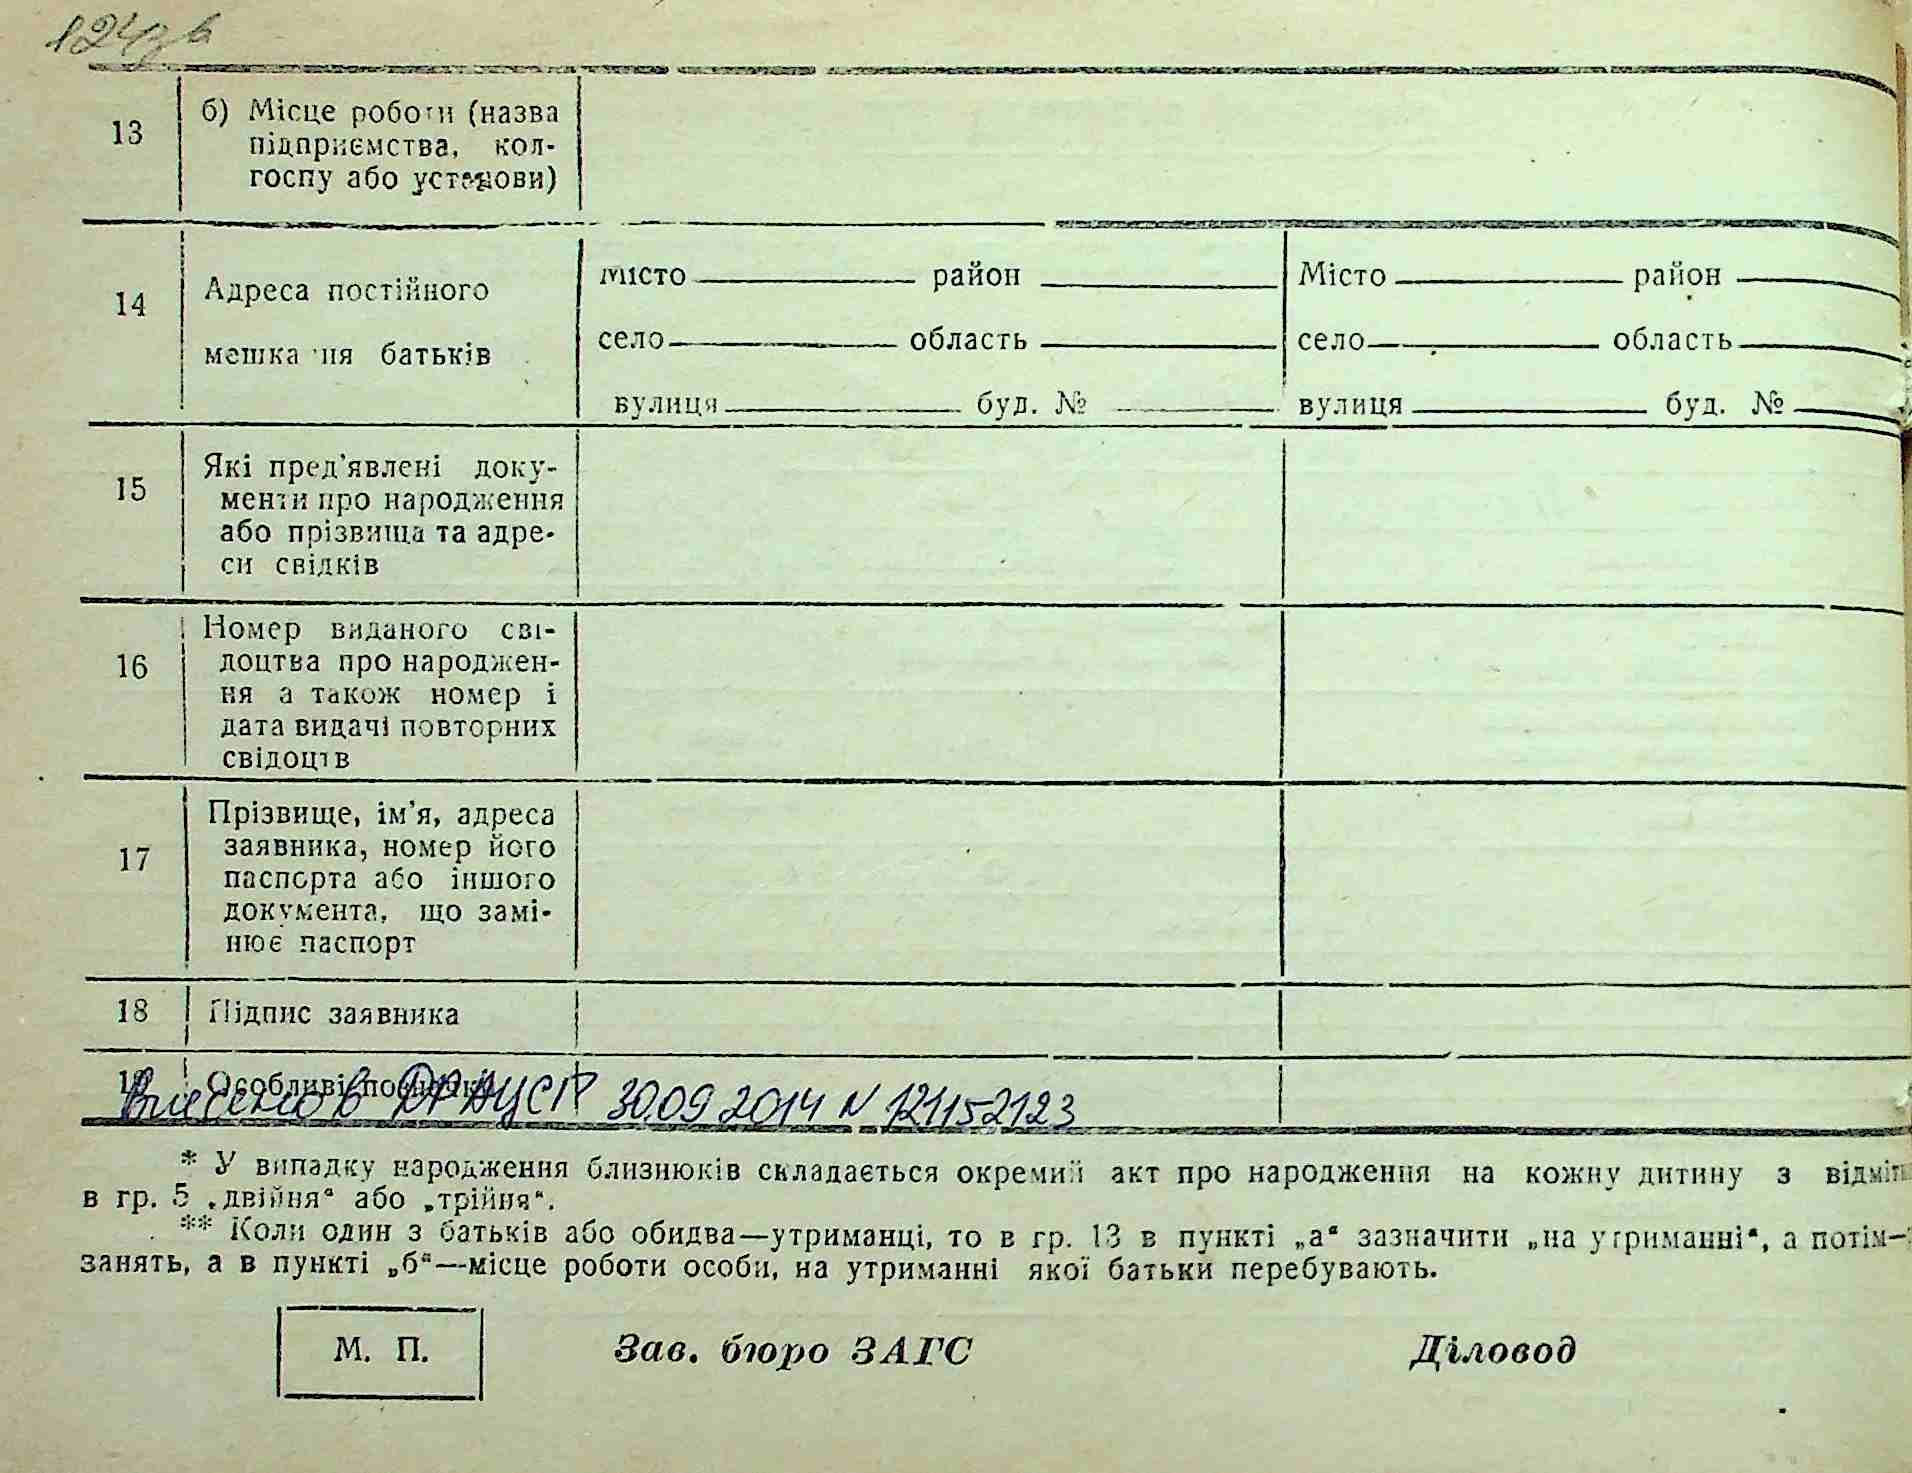 124зв
13
б) Місце роботи (назва
підприємства, кол-
госпу або установи)
14
Адреса постійного
мешкання батьків
Місто район
село область
вулиця буд. №
Місто район
село область
вулиця буд. №
15
Які пред'явлені доку-
менти про народження
або прізвища та адре-
си свідків
16
Номер виданого сві-
доцтва про народжен-
ня а також номер і
дата видачі повторних
свідоцтв
17
Прізвище, ім'я, адреса
заявника, номер його
паспорта або іншого
документа, що замі-
нює паспорт
18
Підпис заявника
19
Особливі
Внесено в ДРАЦСГ 30.09 2014 N 121152123
* У випадку народження близнюків складається окремий акт про народження на кожну дитину з
в гр. 5 „двійня“ або „трійня“.
** Коли один з батьків або обидва—утриманці, то в гр. 13 в пункті „а“ зазначити „на утриманні“, а потім—
занять, а в пункті „б“—місце роботи особи, на утриманні якої батьки перебувають.
М. П.
Зав. бюро ЗАГС
Діловод